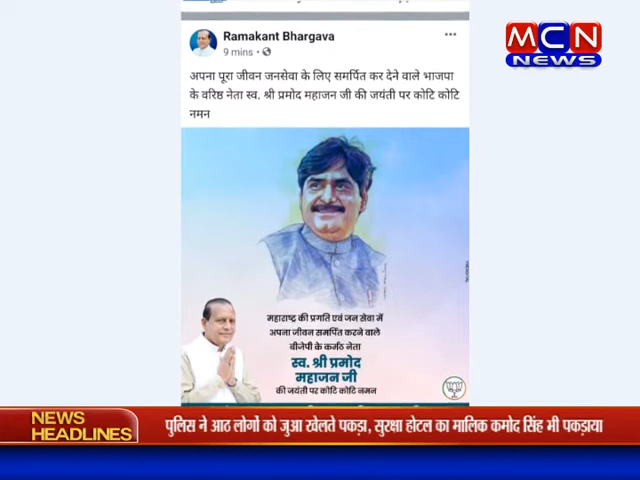 MCN
NEWS
Ramakant Bhargava
9 mins •
अपना पूरा जीवन जनसेवा के लिए समर्पित कर देने वाले भाजपा
के वरिष्ठ नेता स्व. श्री प्रमोद महाजन जी की जयंती पर कोटि कोटि
नमन
महाराष्ट्र की प्रगति एवं जन सेवा में
अपना जीवन समर्पित करने वाले
बीजेपी के कर्मठ नेता
स्व. श्री प्रमोद
महाजन जी
की जयंती पर कोटि कोटि नमन
NEWS
HEADLINES
पुलिस ने आठ लोगों को जुआ खेलते पकड़ा, सुरक्षा होटल का मालिक कमोद सिंह भी पकड़ाया